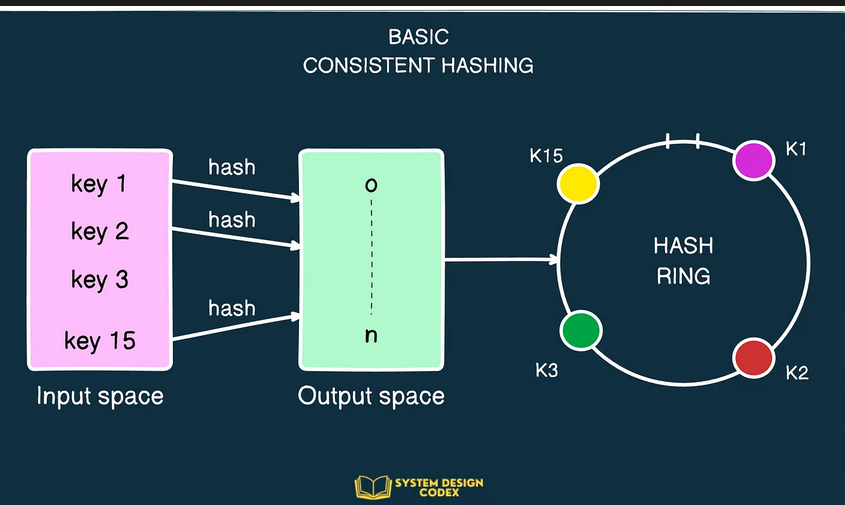 BASIC
CONSISTENT HASHING
key 1
key 2
key 3
key 15
Input space
hash
hash
hash
0
n
Output space
K15
K1
HASH
RING
K3
K2
SYSTEM DESIGN
CODEX